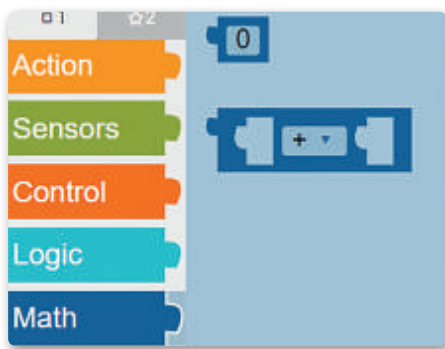 1 2
0
Action
+
Sensors
Control
Logic
Math